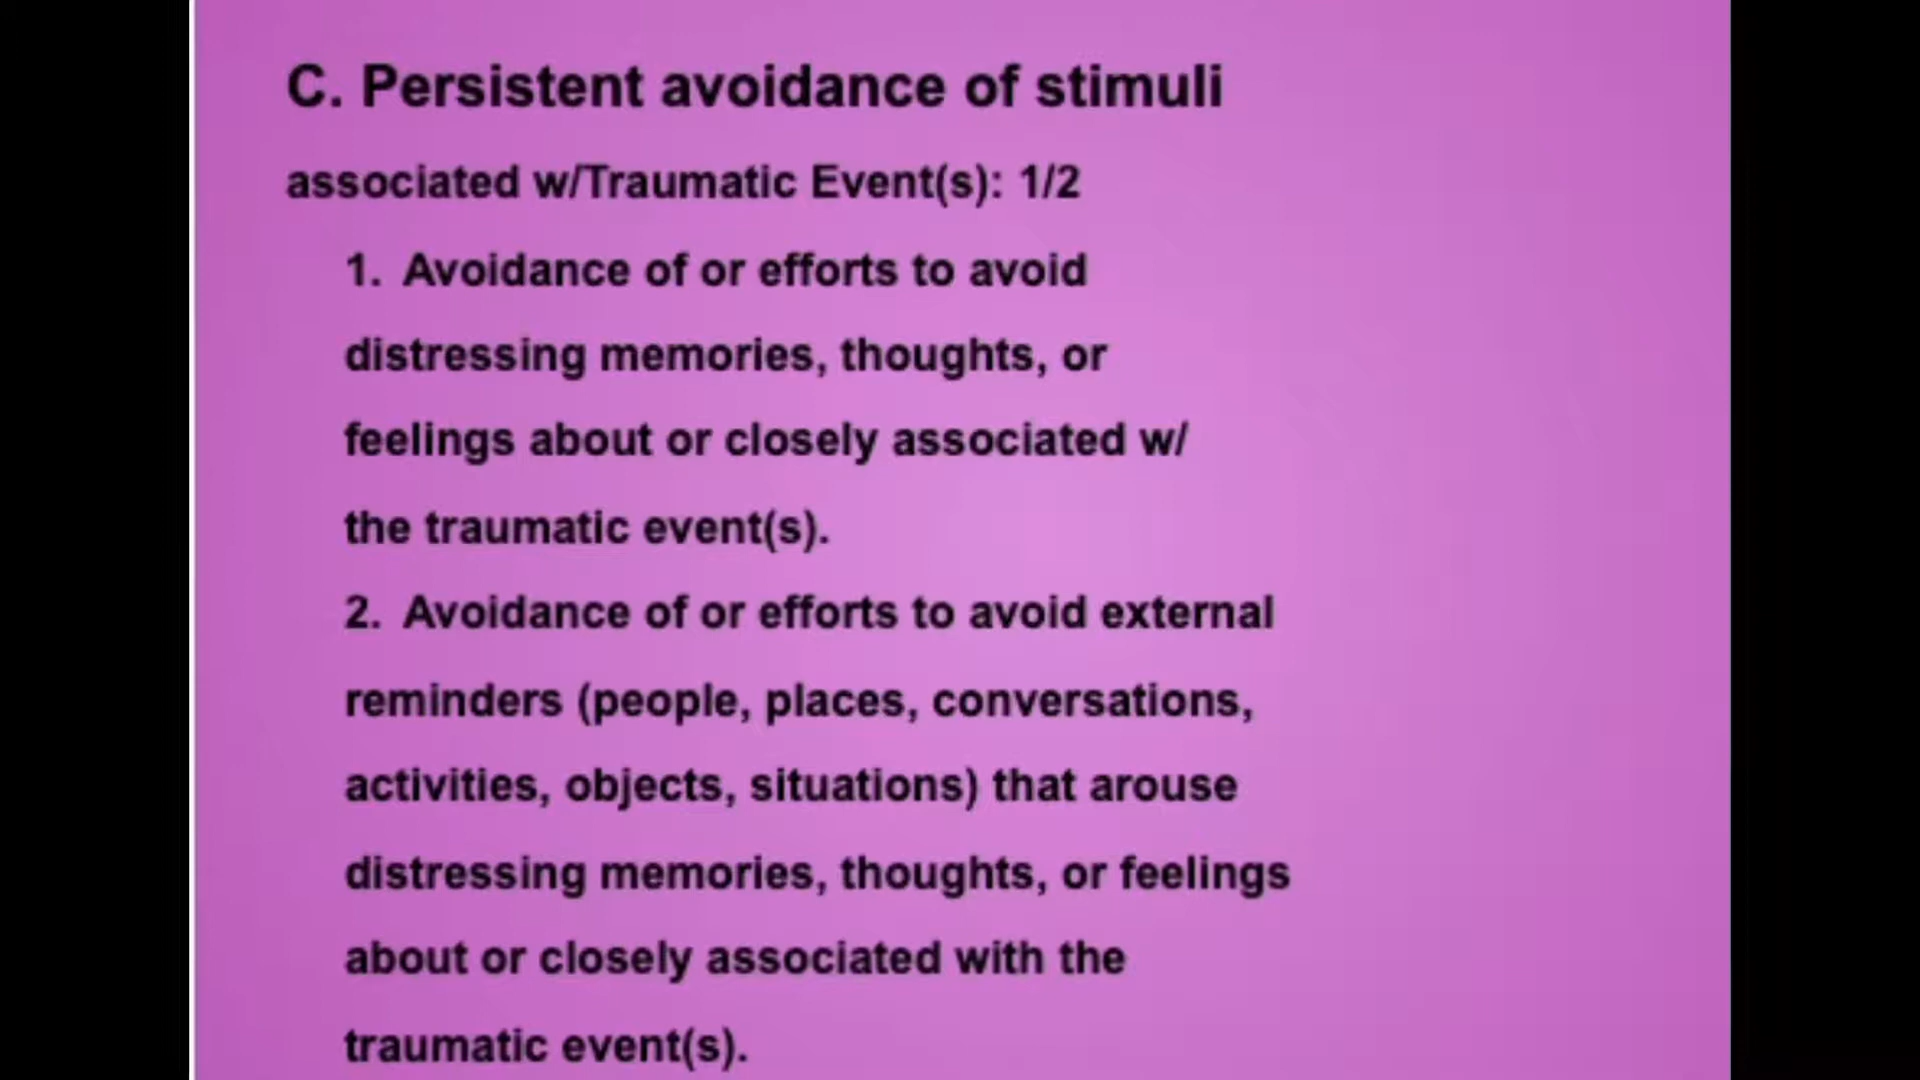 C. Persistent avoidance of stimuli
associated w/Traumatic Event(s): 1/2
1. Avoidance of or efforts to avoid
distressing memories, thoughts, or
feelings about or closely associated w/
the traumatic event(s).
2. Avoidance of or efforts to avoid external
reminders (people, places, conversations,
activities, objects, situations) that arouse
distressing memories, thoughts, or feelings
about or closely associated with the
traumatic event(s).